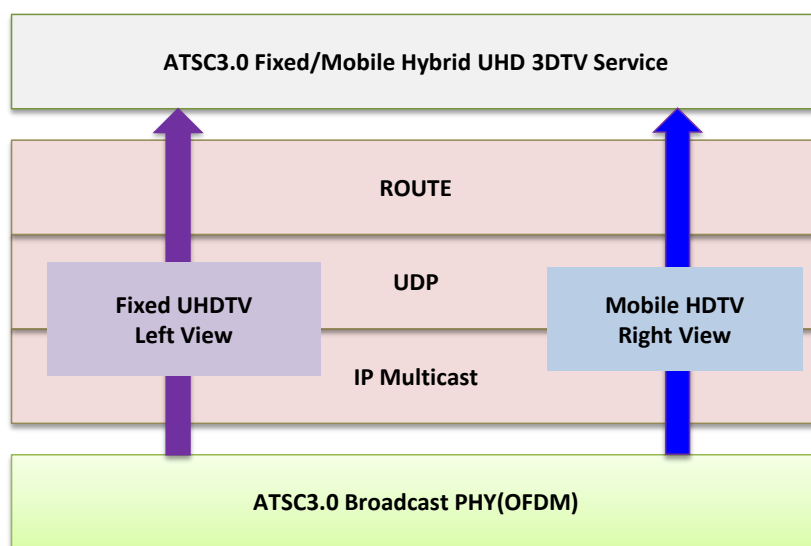 ATSC3.0 Fixed/Mobile Hybrid UHD 3DTV Service
ROUTE
UDP
Fixed UHDTV
Left View
Mobile HDTV
Right View
IP Multicast
ATSC3.0 Broadcast PHY(OFDM)